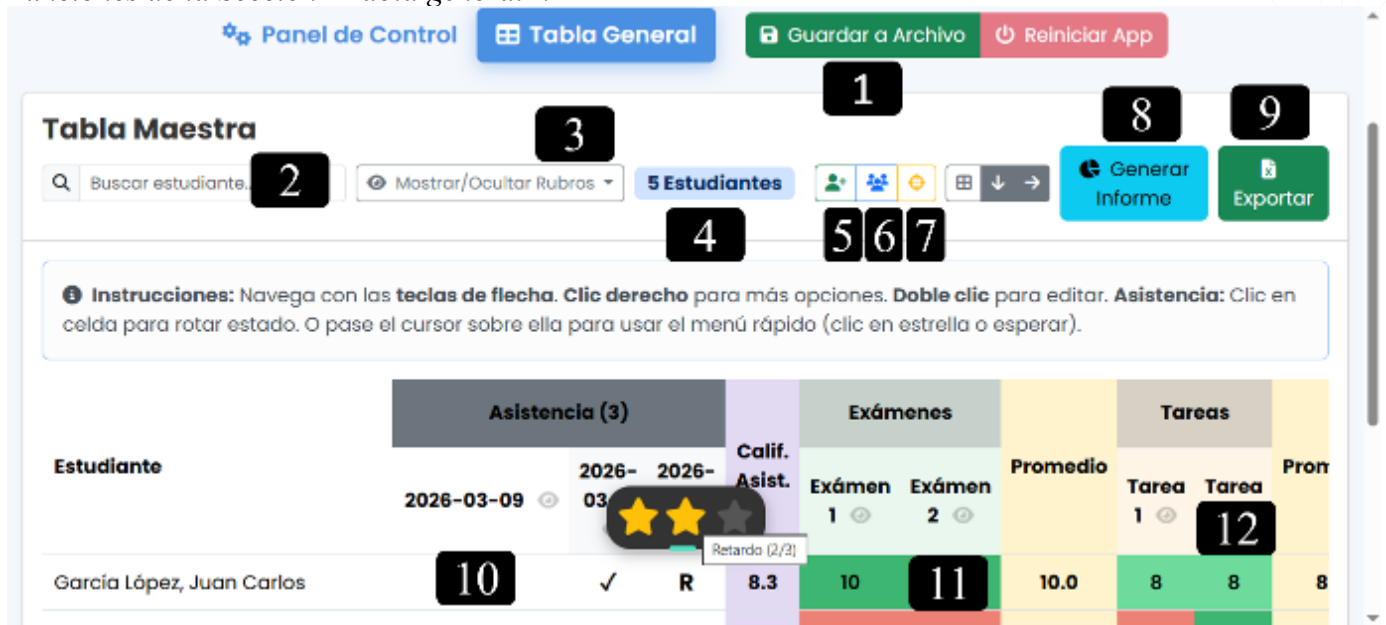 Panel de Control Tabla General Guardar a Archivo Reiniciar App
1
Tabla Maestra
3 8 9
Buscar estudiante.. 2 Mostrar/Ocultar Rubros 5 Estudiantes Generar Informe Exportar
4 5 6 7
Instrucciones: Navega con las teclas de flecha. Clic derecho para más opciones. Doble clic para editar. Asistencia: Clic en
celda para rotar estado. O pase el cursor sobre ella para usar el menú rápido (clic en estrella o esperar).
Asistencia (3) Exámenes Tareas
Estudiante Calif. Asist. Promedio
2026-03-09 2026-03 2026- Exámen 1 Exámen 2 Tarea 1 Tarea
12
Retardo (2/3)
García López, Juan Carlos 10 ✓ R 8.3 10 11 10.0 8 8 8